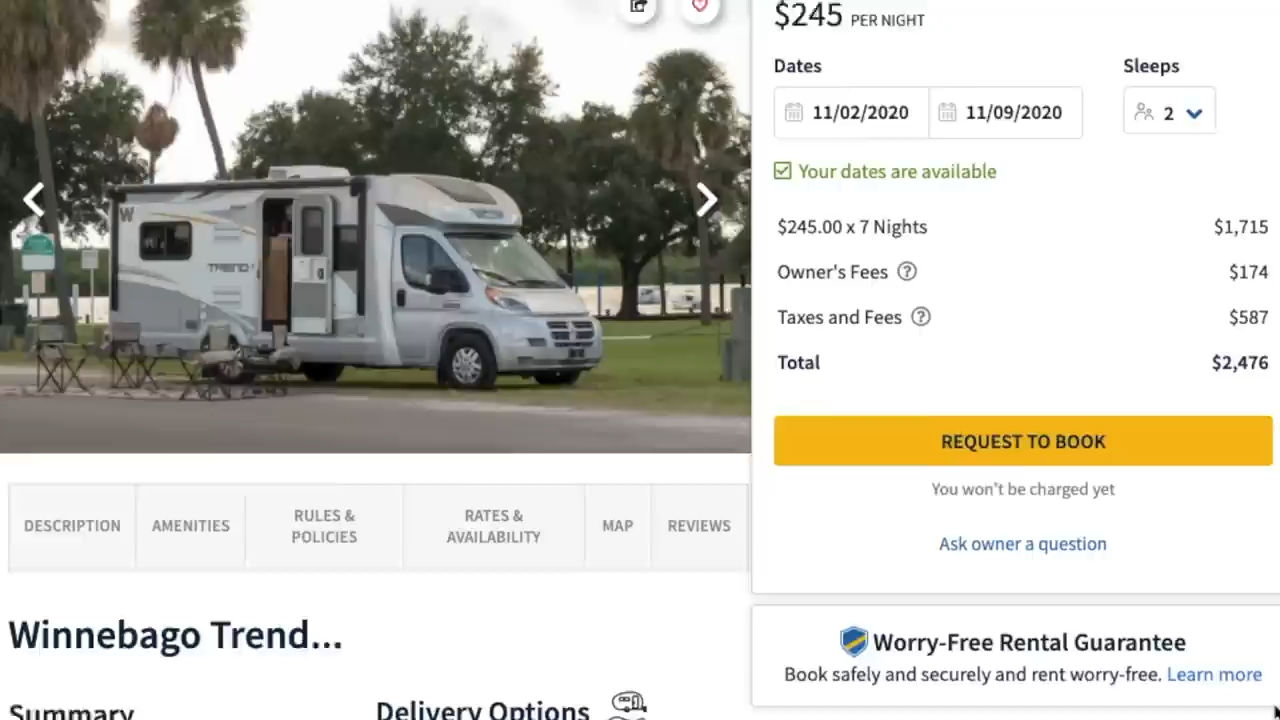 $245 PER NIGHT
Dates
Sleeps
11/02/2020
11/09/2020
2
Your dates are available
$245.00 x 7 Nights
$1,715
Owner's Fees ?
$174
Taxes and Fees ?
$587
Total
$2,476
REQUEST TO BOOK
You won't be charged yet
Ask owner a question
W
TREND
DESCRIPTION
AMENITIES
RULES &
POLICIES
RATES &
AVAILABILITY
MAP
REVIEWS
Winnebago Trend...
Worry-Free Rental Guarantee
Book safely and securely and rent worry-free. Learn more
Summary
Delivery Options